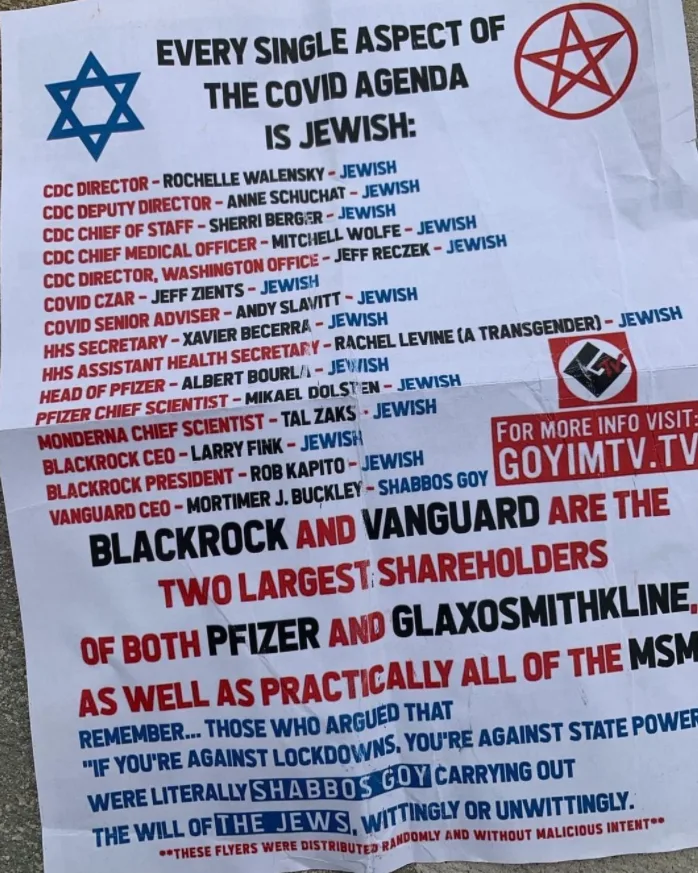 EVERY SINGLE ASPECT OF
THE COVID AGENDA
IS JEWISH:
CDC DIRECTOR – ROCHELLE WALENSKY – JEWISH
CDC DEPUTY DIRECTOR – ANNE SCHUCHAT – JEWISH
CDC CHIEF OF STAFF – SHERRI BERGER – JEWISH
CDC CHIEF MEDICAL OFFICER – MITCHELL WOLFE – JEWISH
CDC DIRECTOR, WASHINGTON OFFICE – JEFF RECZEK – JEWISH
COVID CZAR – JEFF ZIENTS – JEWISH
COVID SENIOR ADVISER – ANDY SLAVITT – JEWISH
HHS SECRETARY – XAVIER BECERRA – JEWISH
HHS ASSISTANT HEALTH SECRETARY – RACHEL LEVINE (A TRANSGENDER) – JEWISH
HEAD OF PFIZER – ALBERT BOURLA – JEWISH
PFIZER CHIEF SCIENTIST – MIKAEL DOLSTEN – JEWISH
MONDERNA CHIEF SCIENTIST – TAL ZAKS – JEWISH
BLACKROCK CEO – LARRY FINK – JEWISH
BLACKROCK PRESIDENT – ROB KAPITO – JEWISH
VANGUARD CEO – MORTIMER J. BUCKLEY – SHABBOS GOY
TV
FOR MORE INFO VISIT:
GOYIMTV.TV
BLACKROCK AND VANGUARD ARE THE
TWO LARGEST SHAREHOLDERS
OF BOTH PFIZER AND GLAXOSMITHKLINE.
AS WELL AS PRACTICALLY ALL OF THE MSM
REMEMBER... THOSE WHO ARGUED THAT
"IF YOU'RE AGAINST LOCKDOWNS, YOU'RE AGAINST STATE POWER
WERE LITERALLY SHABBOS GOY CARRYING OUT
THE WILL OF THE JEWS, WITTINGLY OR UNWITTINGLY.
**THESE FLYERS WERE DISTRIBUTED RANDOMLY AND WITHOUT MALICIOUS INTENT**